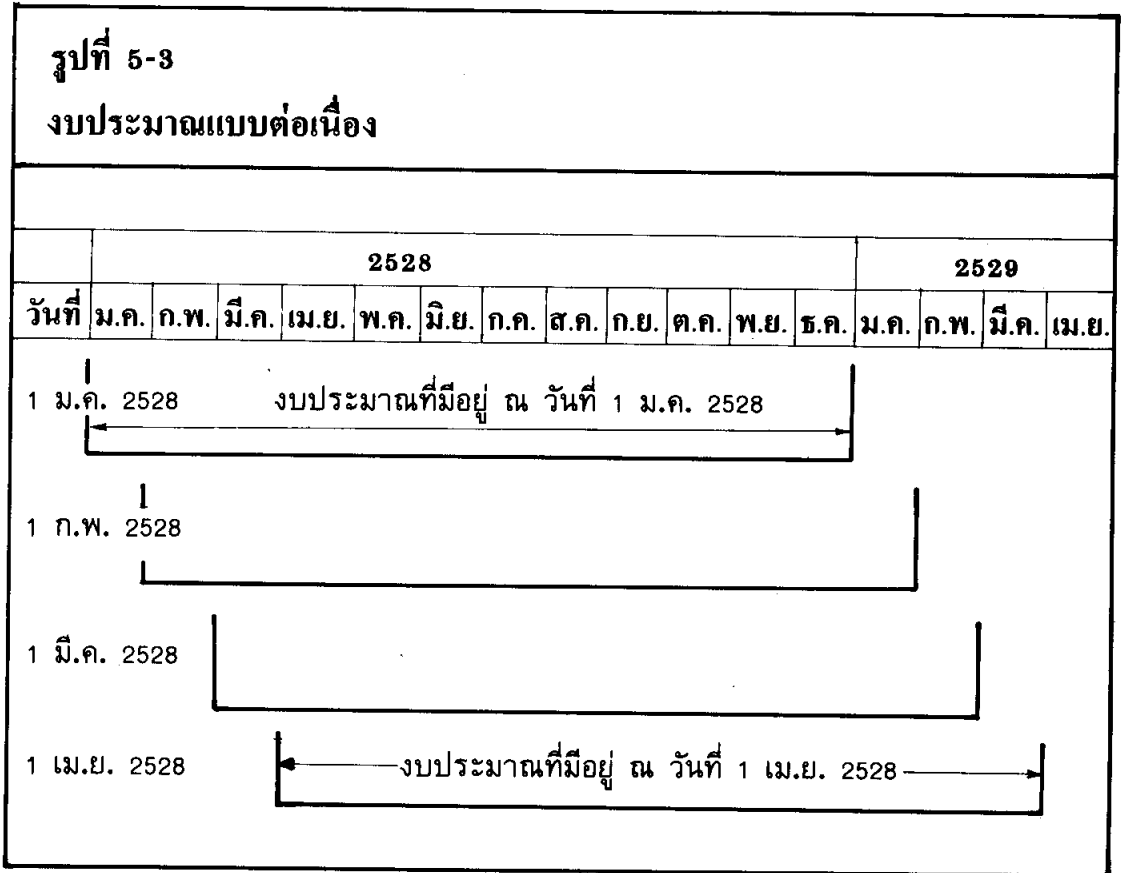 รูปที่ 5-3
งบประมาณแบบต่อเนื่อง
2528 2529
วันที่ ม.ค. ก.พ. มี.ค. เม.ย. พ.ค. มิ.ย. ก.ค. ส.ค. ก.ย. ต.ค. พ.ย. ธ.ค. ม.ค. ก.พ. มี.ค. เม.ย.
1 ม.ค. 2528 งบประมาณที่มีอยู่ ณ วันที่ 1 ม.ค. 2528
1 ก.พ. 2528
1 มี.ค. 2528
1 เม.ย. 2528 งบประมาณที่มีอยู่ ณ วันที่ 1 เม.ย. 2528